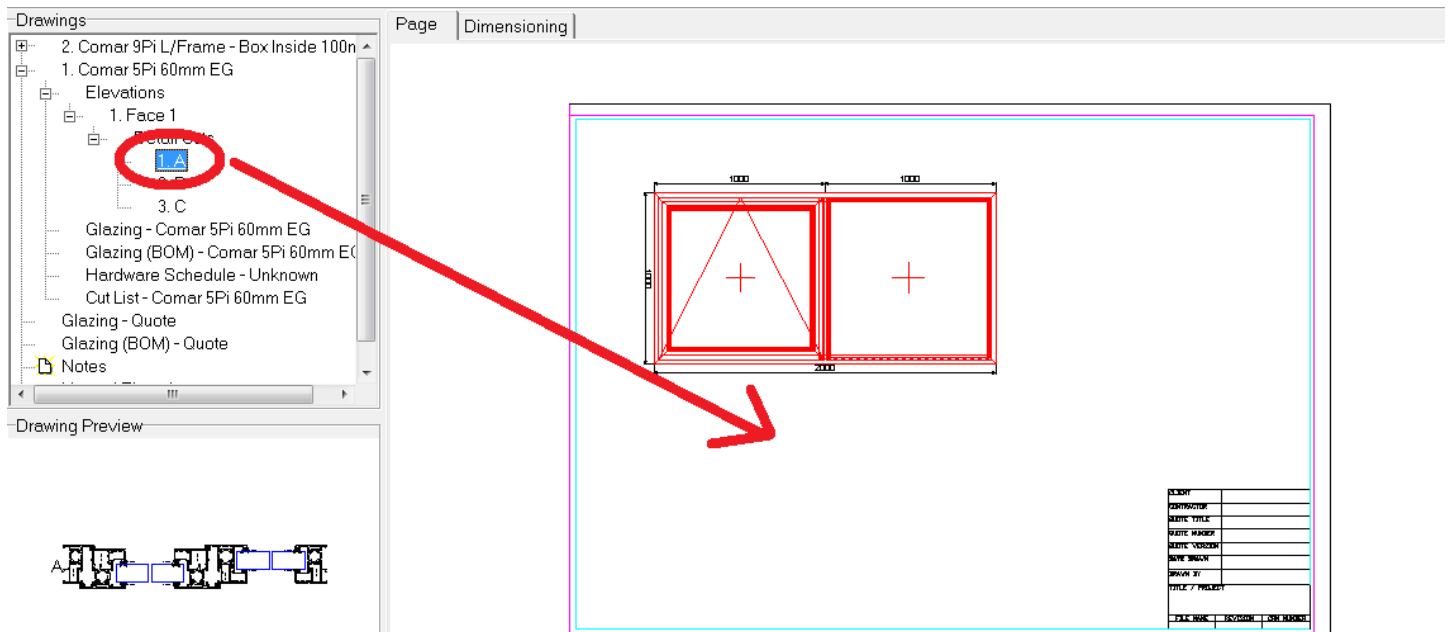 Drawings
2. Comar 9Pi L/Frame - Box Inside 100n
1. Comar 5Pi 60mm EG
Elevations
1. Face 1
1. A
3. C
Glazing - Comar 5Pi 60mm EG
Glazing (BOM) - Comar 5Pi 60mm E
Hardware Schedule - Unknown
Cut List - Comar 5Pi 60mm EG
Glazing - Quote
Glazing (BOM) - Quote
Notes
Drawing Preview
A
Page
Dimensioning
1000
1000
1000
2000
CLIENT
CONTRACTOR
QUOTE TITLE
QUOTE NUMBER
QUOTE VERSION
DATE DRAWN
DRAWN BY
TITLE / PROJECT
FILE NAME REVISION DRW NUMBER